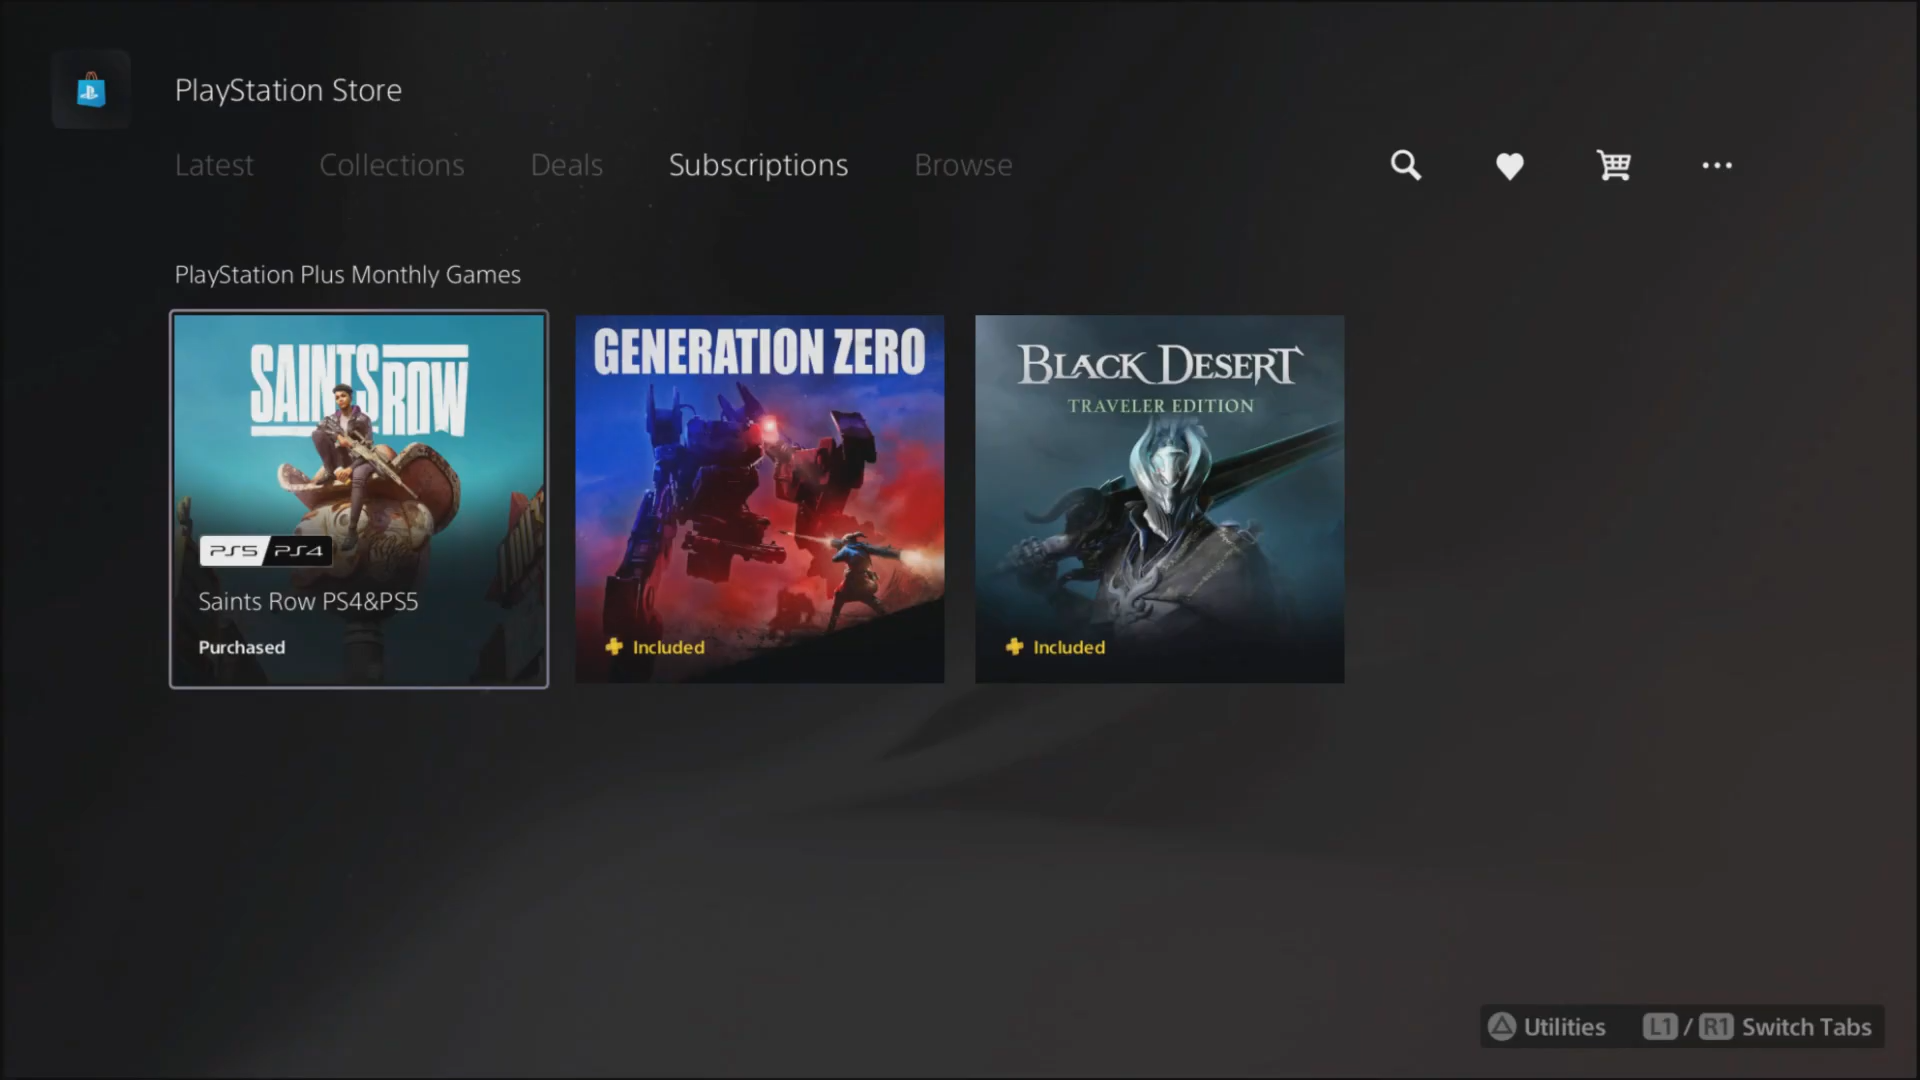 PlayStation Store
Latest Collections Deals Subscriptions Browse
PlayStation Plus Monthly Games
SAINTS ROW
PS5 PS4
Saints Row PS4&PS5
Purchased
GENERATION ZERO
Included
BLACK DESERT
TRAVELER EDITION
Included
Utilities L1 / R1 Switch Tabs